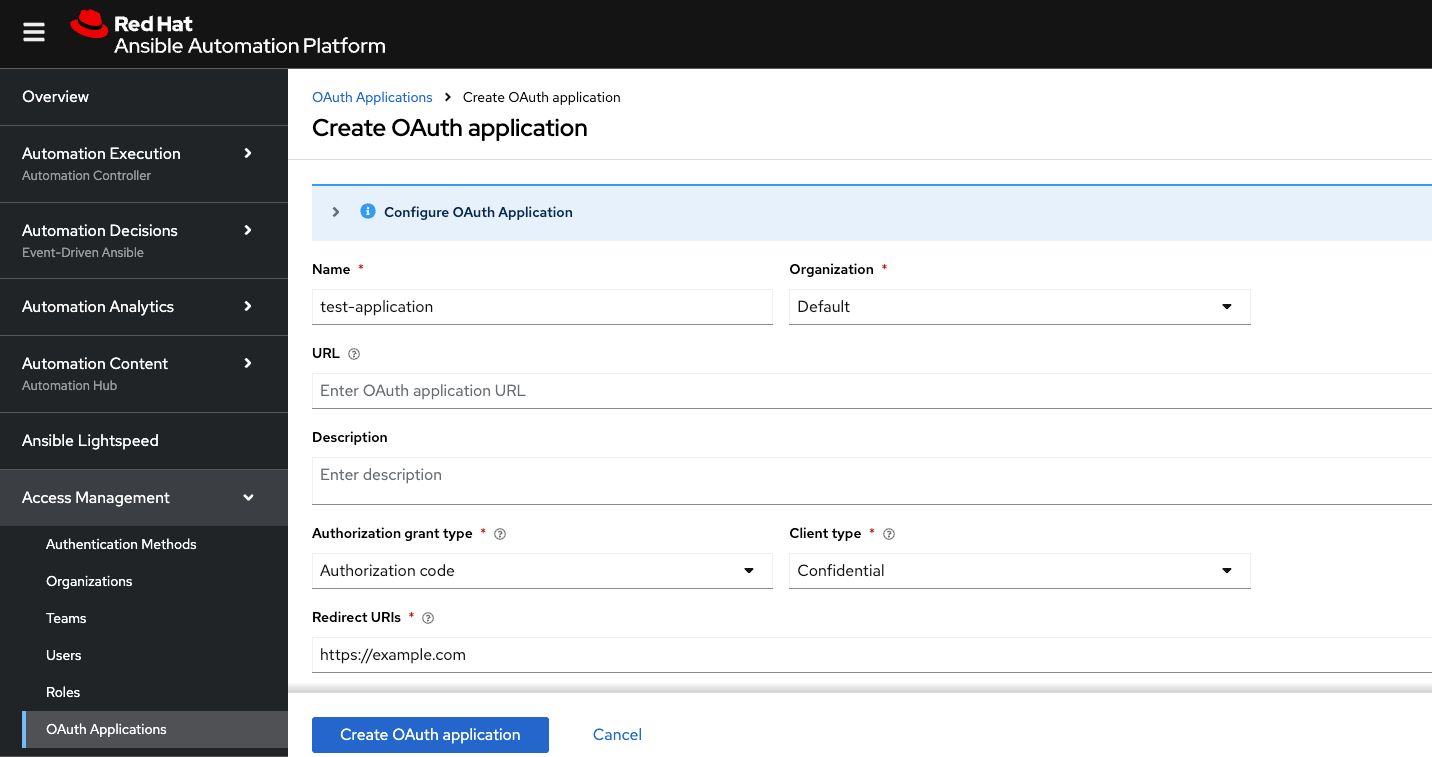 Red Hat
Ansible Automation Platform
Overview
Automation Execution
Automation Controller
Automation Decisions
Event-Driven Ansible
Automation Analytics
Automation Content
Automation Hub
Ansible Lightspeed
Access Management
Authentication Methods
Organizations
Teams
Users
Roles
OAuth Applications
OAuth Applications > Create OAuth application
Create OAuth application
Configure OAuth Application
Name * Organization *
test-application Default
URL
Enter OAuth application URL
Description
Enter description
Authorization grant type * Client type *
Authorization code Confidential
Redirect URIs *
https://example.com
Create OAuth application Cancel